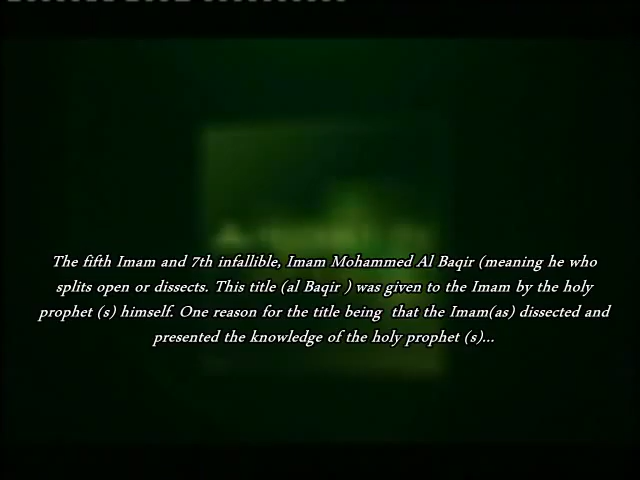 The fifth Imam and 7th infallible, Imam Mohammed Al Baqir (meaning he who
splits open or dissects. This title (al Baqir ) was given to the Imam by the holy
prophet (s) himself. One reason for the title being  that the Imam(as) dissected and
presented the knowledge of the holy prophet (s)...